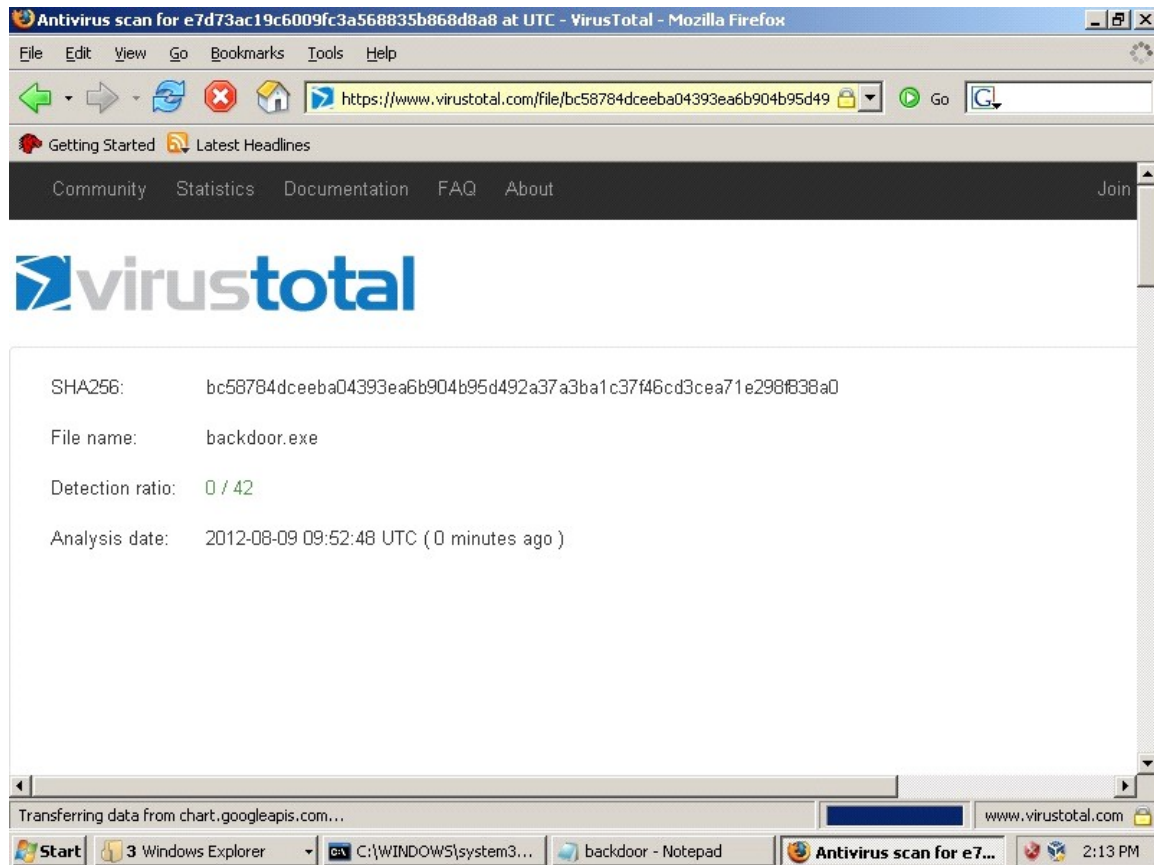 Antivirus scan for e7d73ac19c6009fc3a568835b868d8a8 at UTC - VirusTotal - Mozilla Firefox
File Edit View Go Bookmarks Tools Help
https://www.virustotal.com/file/bc58784dceeba04393ea6b904b95d49 Go G
Getting Started Latest Headlines
Community Statistics Documentation FAQ About Join
virustotal
SHA256: bc58784dceeba04393ea6b904b95d492a37a3ba1c37f46cd3cea71e298f838a0
File name: backdoor.exe
Detection ratio: 0 / 42
Analysis date: 2012-08-09 09:52:48 UTC ( 0 minutes ago )
Transferring data from chart.googleapis.com... www.virustotal.com
Start 3 Windows Explorer C:\WINDOWS\system3... backdoor - Notepad Antivirus scan for e7... 2:13 PM